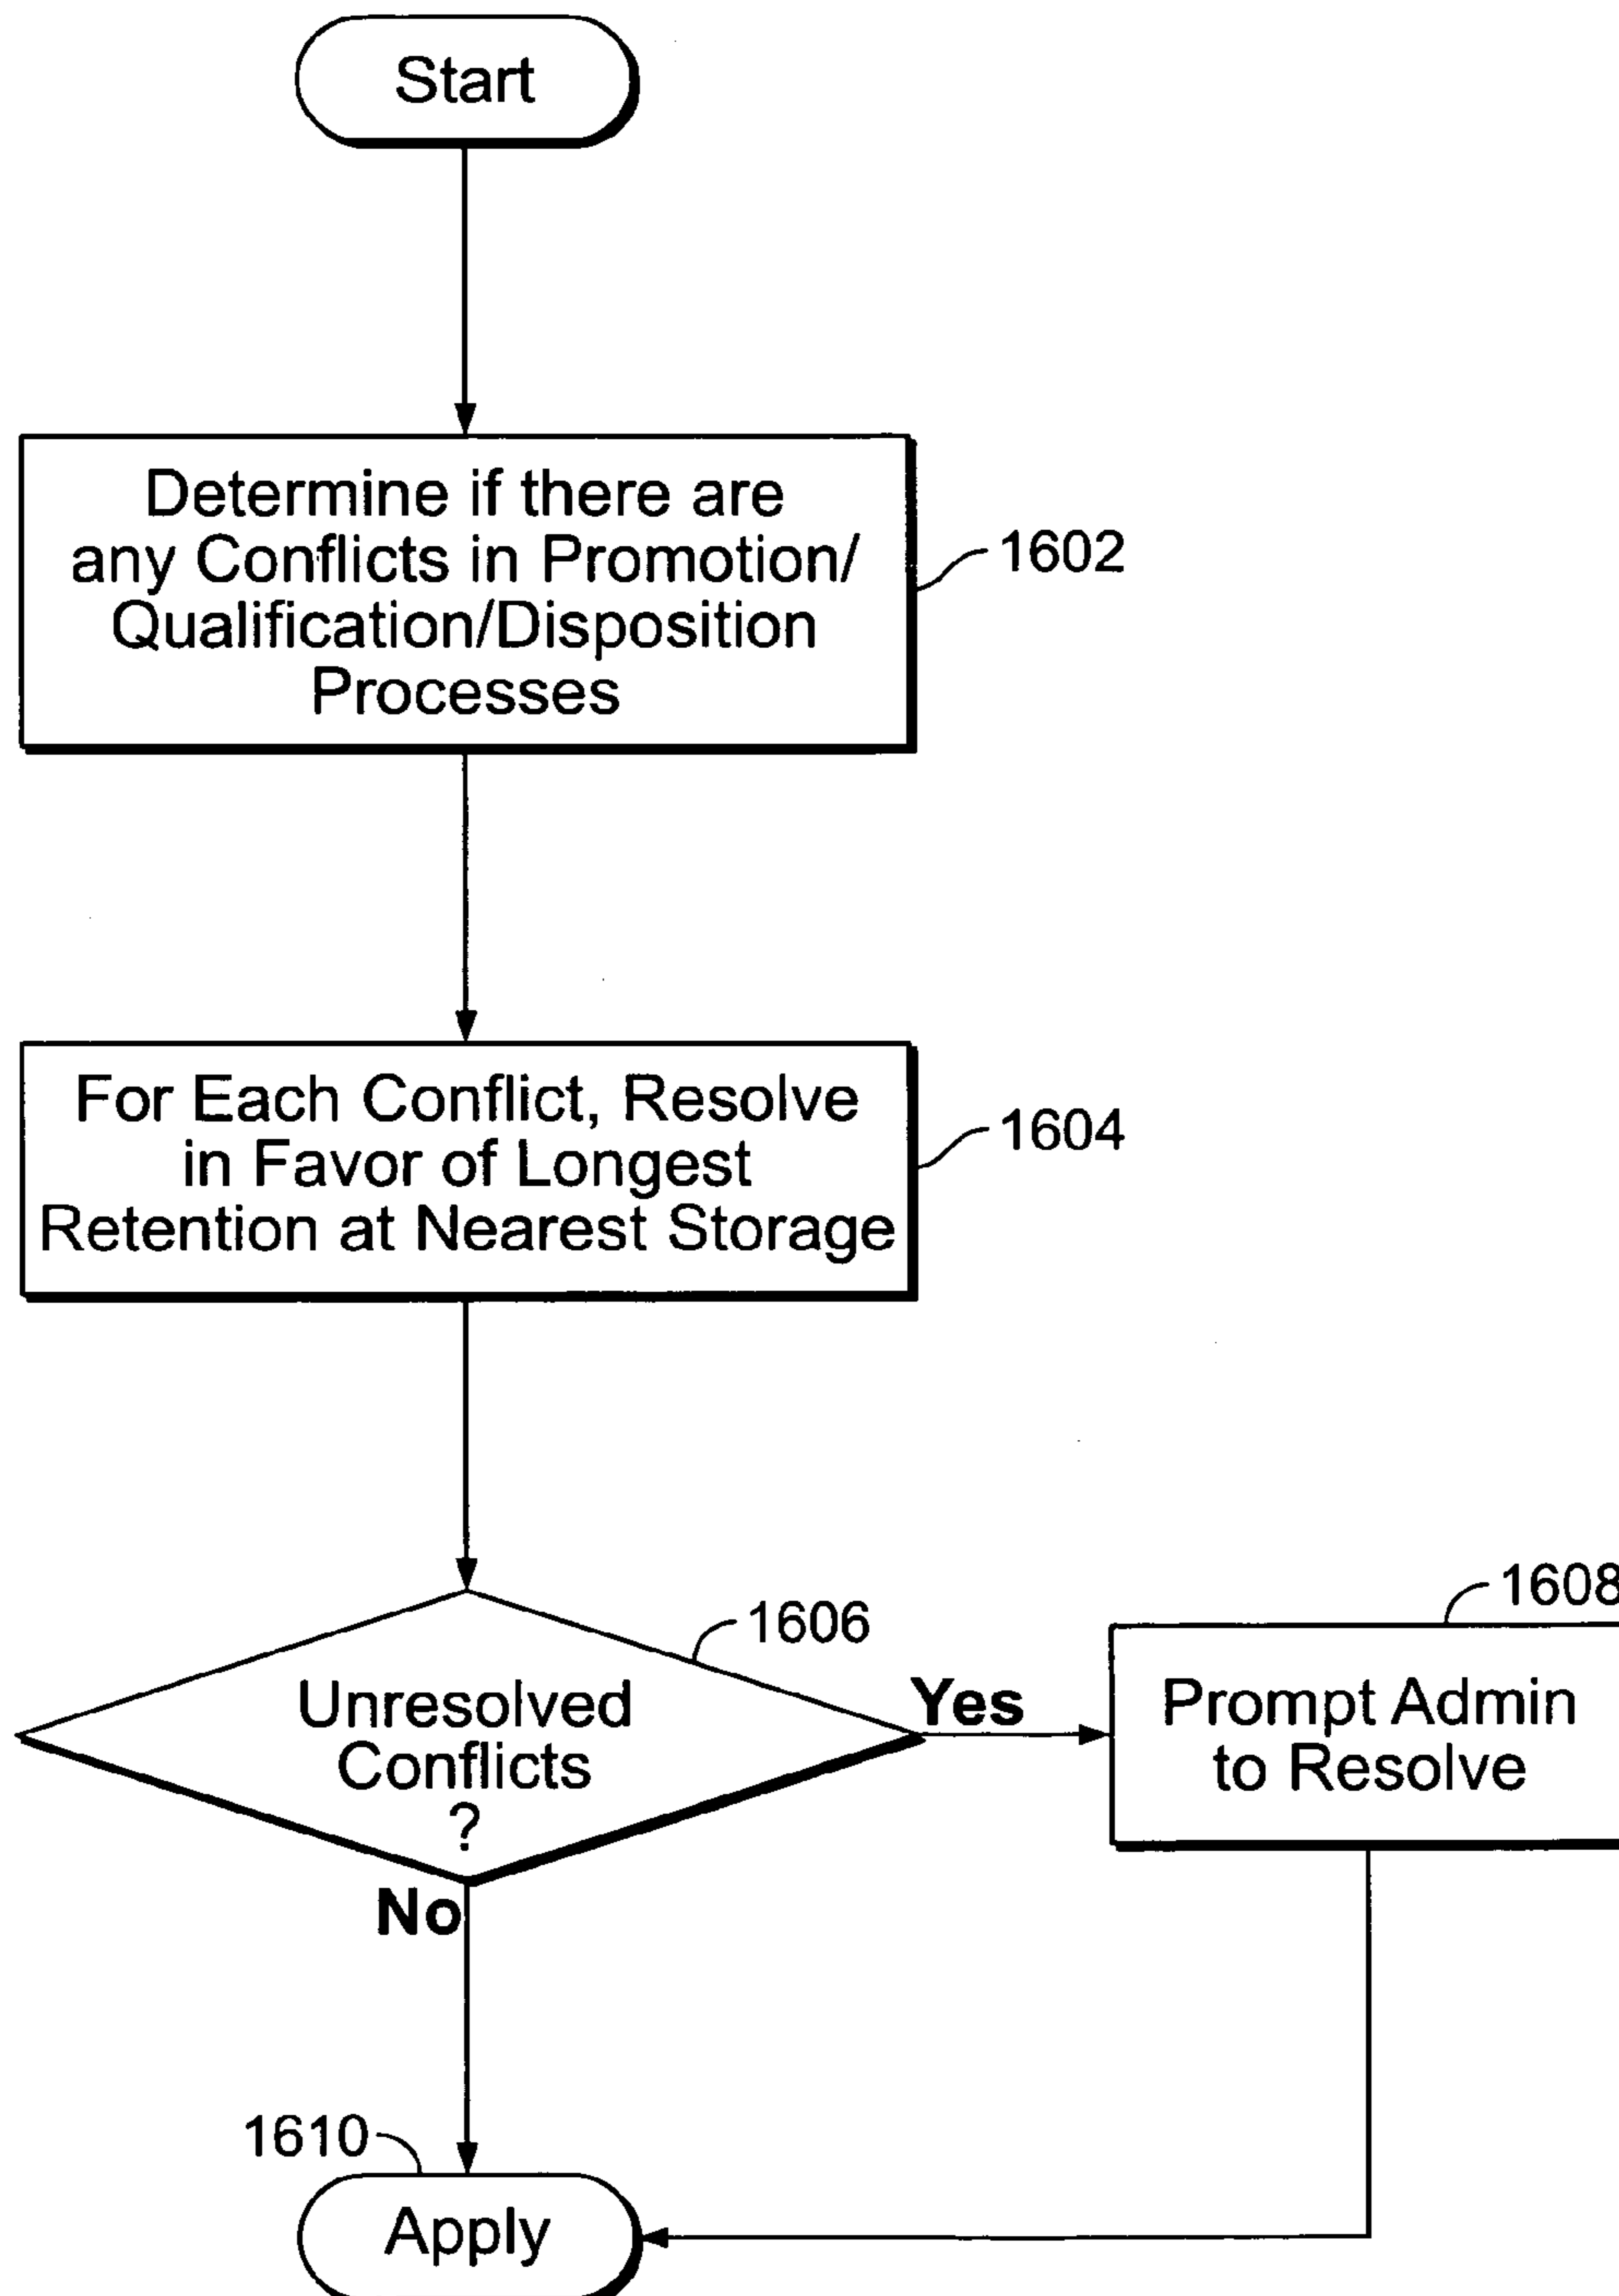 Start
Determine if there are
any Conflicts in Promotion/
Qualification/Disposition
Processes
1602
For Each Conflict, Resolve
in Favor of Longest
Retention at Nearest Storage
1604
1606
Unresolved
Conflicts
?
Yes
1608
Prompt Admin
to Resolve
No
1610
Apply